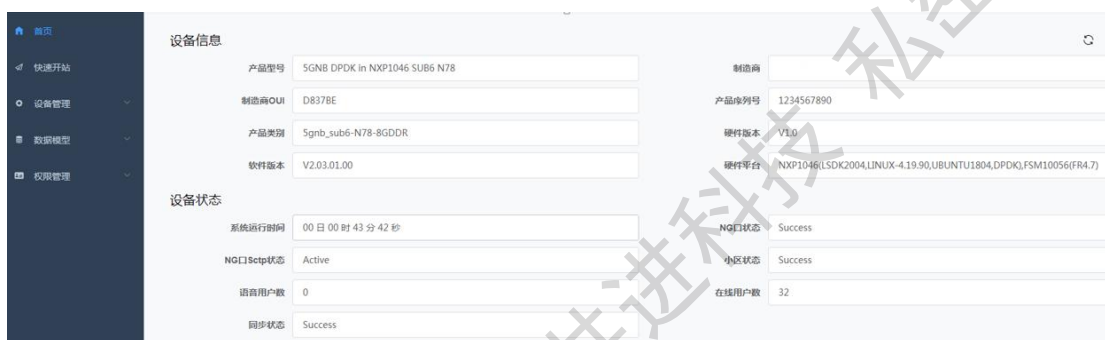 首页
快速开站
设备管理
数据模型
权限管理
设备信息
产品型号 5GNB DPDK in NXP1046 SUB6 N78 制造商
制造商OUI D837BE 产品序列号 1234567890
产品类别 5gnb_sub6-N78-8GDDR 硬件版本 V1.0
软件版本 V2.03.01.00 硬件平台 NXP1046(LSDK2004,LINUX-4.19.90,UBUNTU1804,DPDK),FSM10056(FR4.7)
设备状态
系统运行时间 00 日 00 时 43 分 42 秒 NG口状态 Success
NG口Sctp状态 Active 小区状态 Success
语音用户数 0 在线用户数 32
同步状态 Success
共进科技 私密